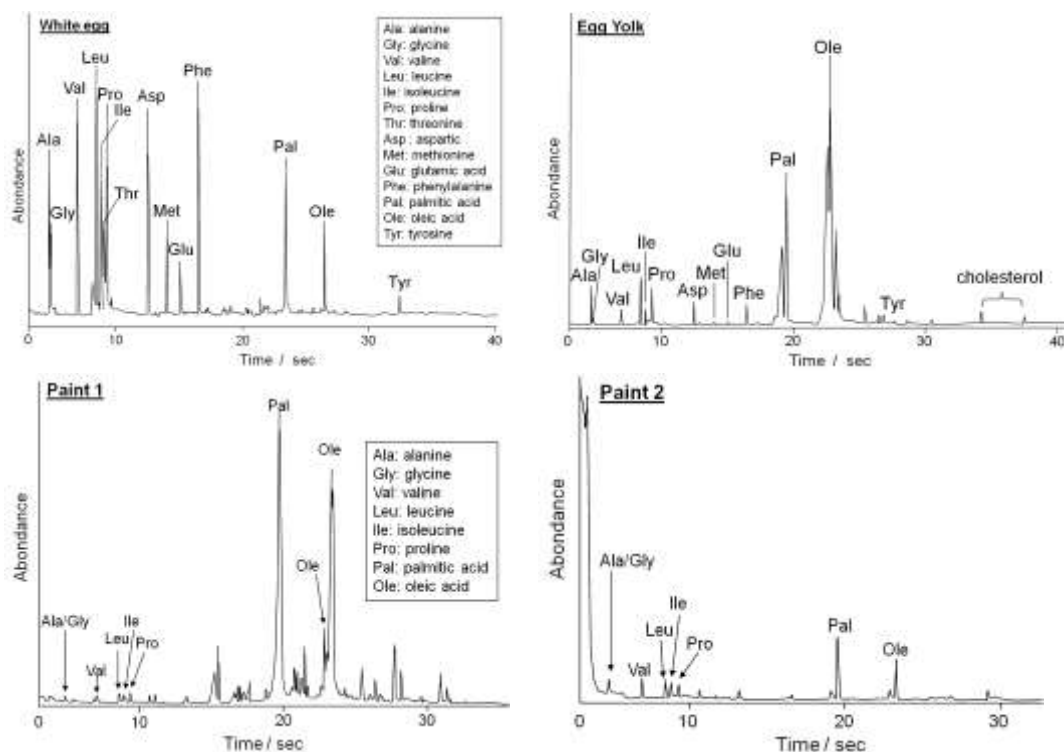 White egg
Abondance
Leu
Phe
Val
Pro
Asp
Ile
Ala
Pal
Gly
Thr
Met
Ole
Glu
Tyr
0
10
20
30
40
Time / sec
Ala: alanine
Gly: glycine
Val: valine
Leu: leucine
Ile: isoleucine
Pro: proline
Thr: threonine
Asp : aspartic
Met: methionine
Glu: glutamic acid
Phe: phenylalanine
Pal: palmitic acid
Ole: oleic acid
Tyr: tyrosine
Egg Yolk
Abondance
Ole
Pal
Glu
Ile
Gly
Met
Leu
Ala
Pro
cholesterol
Val
Asp
Phe
Tyr
0
10
20
30
40
Time / sec
Paint 1
Abondance
Pal
Ole
Ole
Ala/Gly
Ile
Leu
Pro
Val
0
10
20
30
Time / sec
Ala: alanine
Gly: glycine
Val: valine
Leu: leucine
Ile: isoleucine
Pro: proline
Pal: palmitic acid
Ole: oleic acid
Paint 2
Abondance
Ala/Gly
Ile
Leu
Pro
Val
Pal
Ole
0
10
20
30
Time / sec